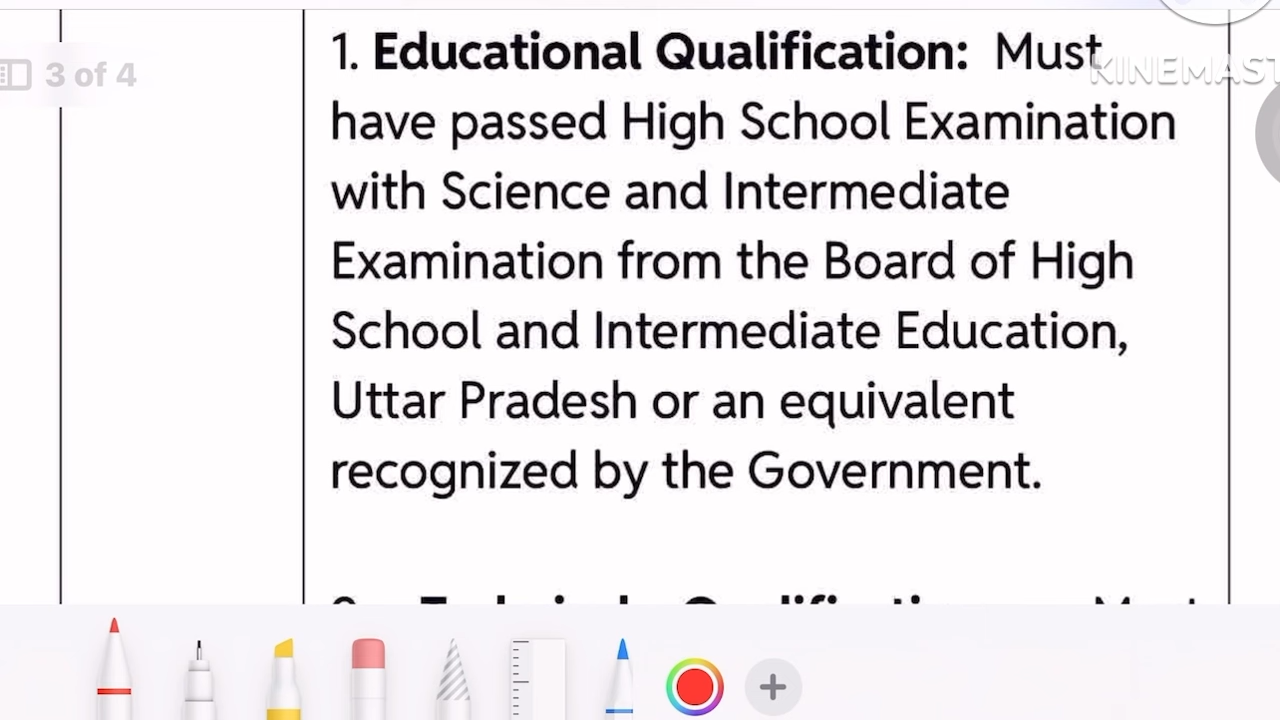 1. Educational Qualification: Must
KINEMAST
3 of 4
have passed High School Examination
with Science and Intermediate
Examination from the Board of High
School and Intermediate Education,
Uttar Pradesh or an equivalent
recognized by the Government.